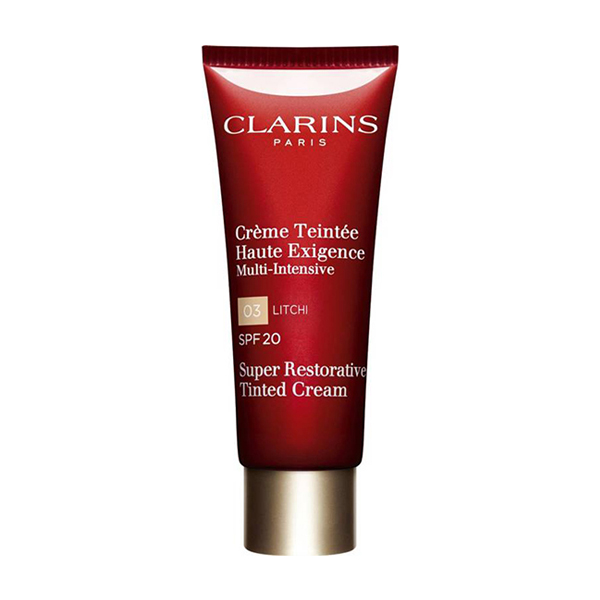 CLARINS
PARIS
Crème Teintée
Haute Exigence
Multi-Intensive
03 LITCHI
SPF 20
Super Restorative
Tinted Cream